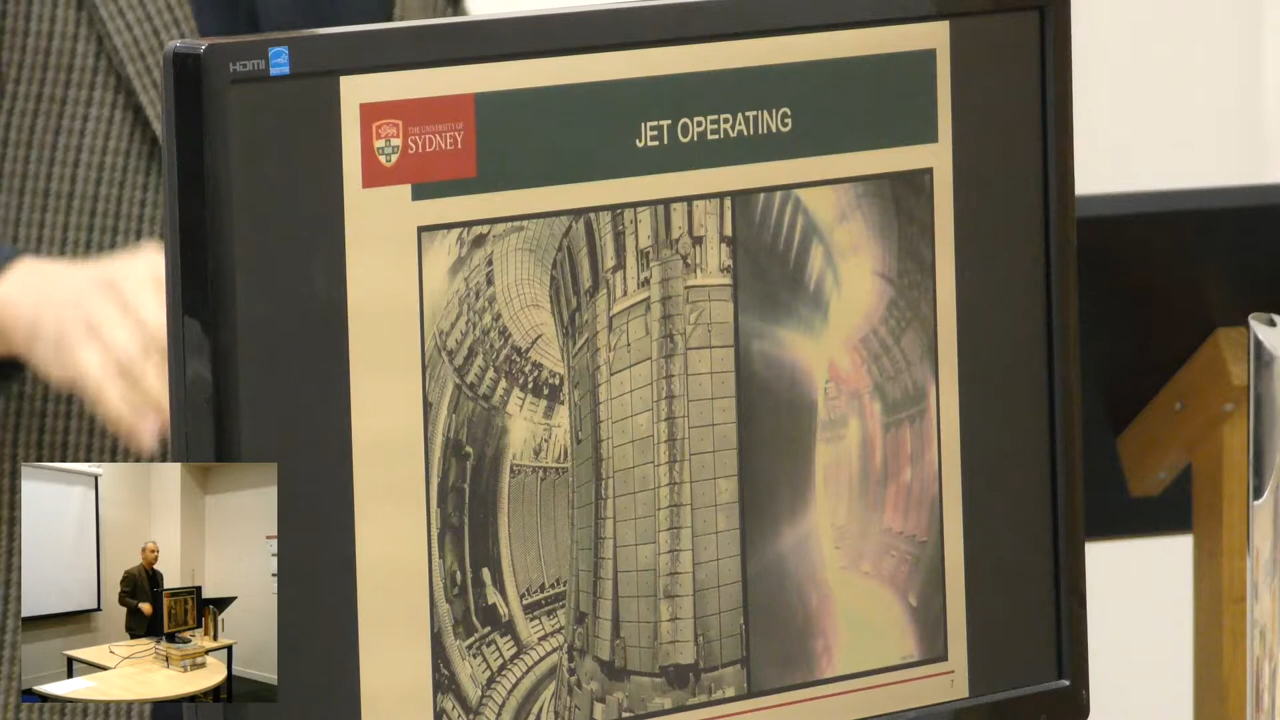 HDMI
THE UNIVERSITY OF
SYDNEY
JET OPERATING
7